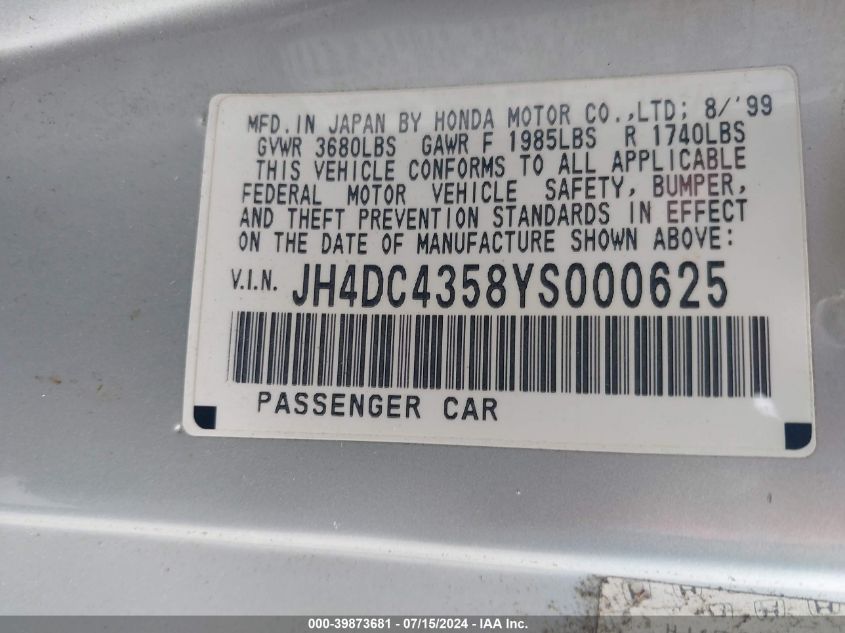 MFD. IN JAPAN BY HONDA MOTOR CO.,LTD; 8/'99
GVWR 3680LBS GAWR F 1985LBS R 1740LBS
THIS VEHICLE CONFORMS TO ALL APPLICABLE
FEDERAL MOTOR VEHICLE SAFETY, BUMPER,
AND THEFT PREVENTION STANDARDS IN EFFECT
ON THE DATE OF MANUFACTURE SHOWN ABOVE:
V.I.N. JH4DC4358YS000625
PASSENGER CAR
000-39873681 - 07/15/2024 - IAA Inc.